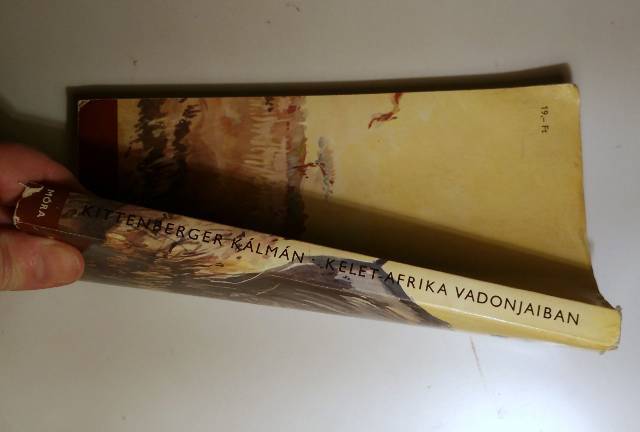 19,- Ft
MÓRA
KITTENBERGER KÁLMÁN · KELET-AFRIKA VADONJAIBAN